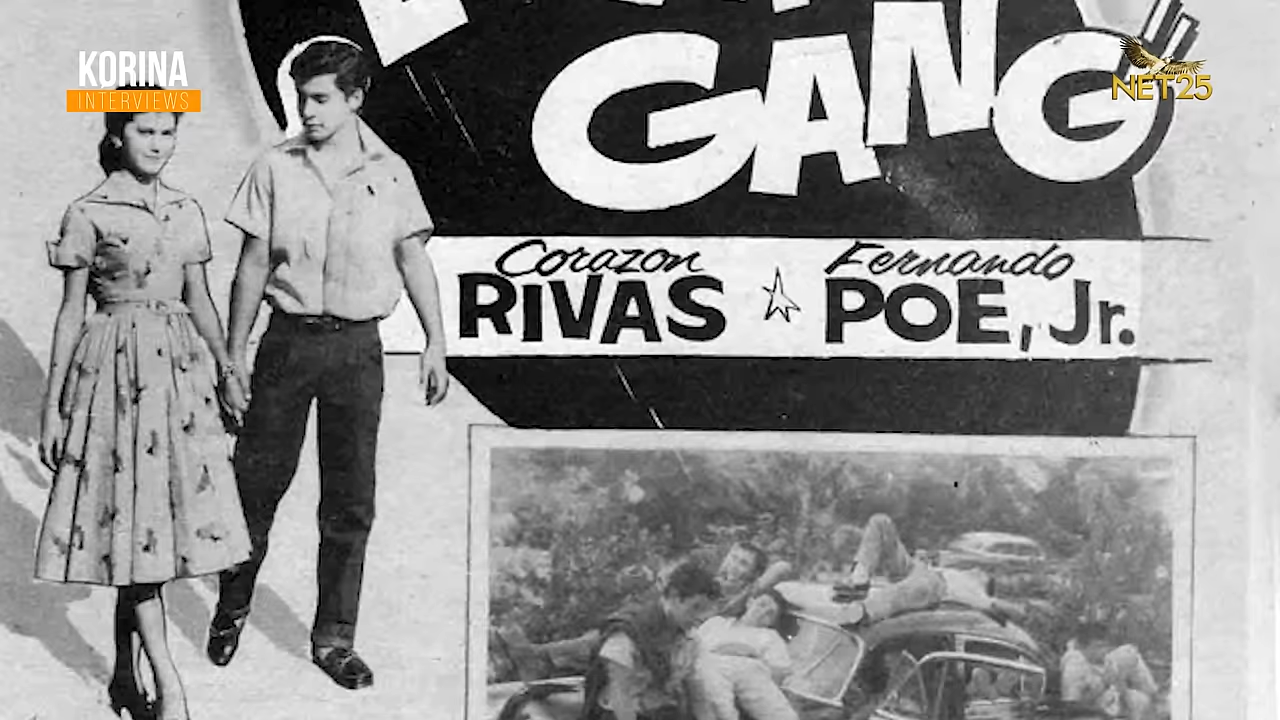 KORINA
INTERVIEWS
NET25
GANG
Corazon Fernando
RIVAS POE, Jr.